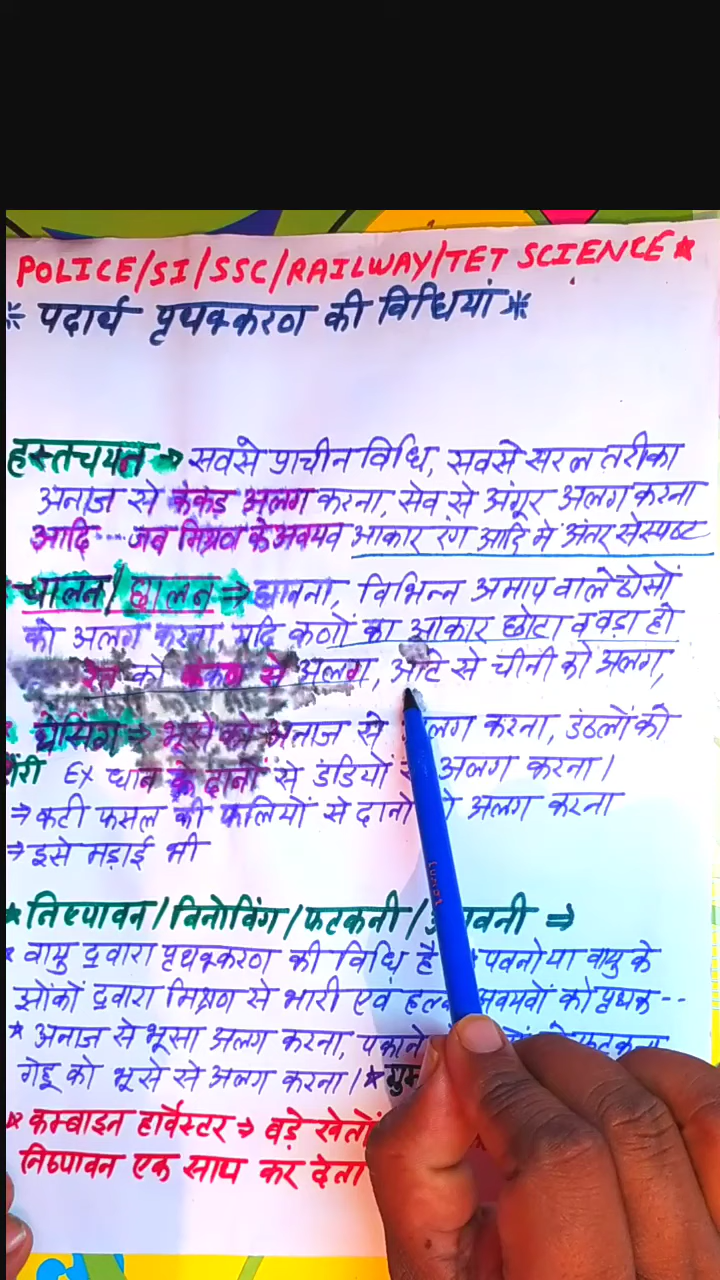 POLICE/SI/SSC/RAILWAY/TET SCIENCE★
* पदार्थ पृथक्करण की विधियां *
हस्तचयन → सबसे प्राचीन विधि, सबसे सरल तरीका
अनाज से कंकड़ अलग करना, सेव से अंगूर अलग करना
आदि... जब मिश्रण के अवयव आकार रंग आदि में अंतर से स्पष्ट
चालन/छालन ⇒ छानना, विभिन्न अमाप वाले ठोसों
को अलग करना, यदि कणों का आकार छोटा व बड़ा हो
को से अलग, आटे से चीनी को अलग,
थ्रेसिंग ⇒ भूसे को अनाज से अलग करना, डंठलों को
Ex धान के दानों से डंडियों अलग करना।
⇒ कटी फसल की फलियों से दानो अलग करना
⇒ इसे मड़ाई भी
★ निष्पावन/विनोविंग/फटकनी/ ⇒
* वायु द्वारा पृथक्करण की विधि है पवनो या वायु के
झोंकों द्वारा मिश्रण से भारी एवं हल्के अवयवों को पृथक--
* अनाज से भूसा अलग करना, पकाने
गेहू को भूसे से अलग करना। *
* कम्बाइन हार्वेस्टर ⇒ बड़े खेतों
निष्पावन एक साथ कर देता